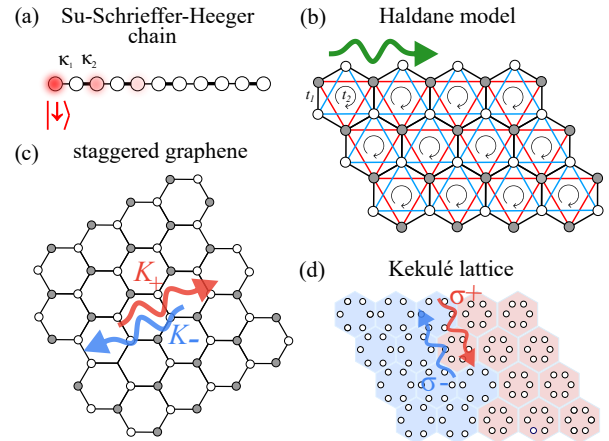 (a)
Su-Schrieffer-Heeger
chain
κ₁ κ₂
|↓⟩
(b)
Haldane model
t₁ t₂
(c)
staggered graphene
K₊
K₋
(d)
Kekulé lattice
σ+
σ-